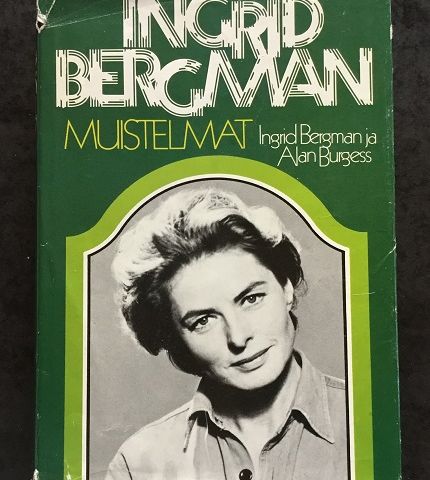 INGRID
BERGMAN
MUISTELMAT Ingrid Bergman ja
Alan Burgess